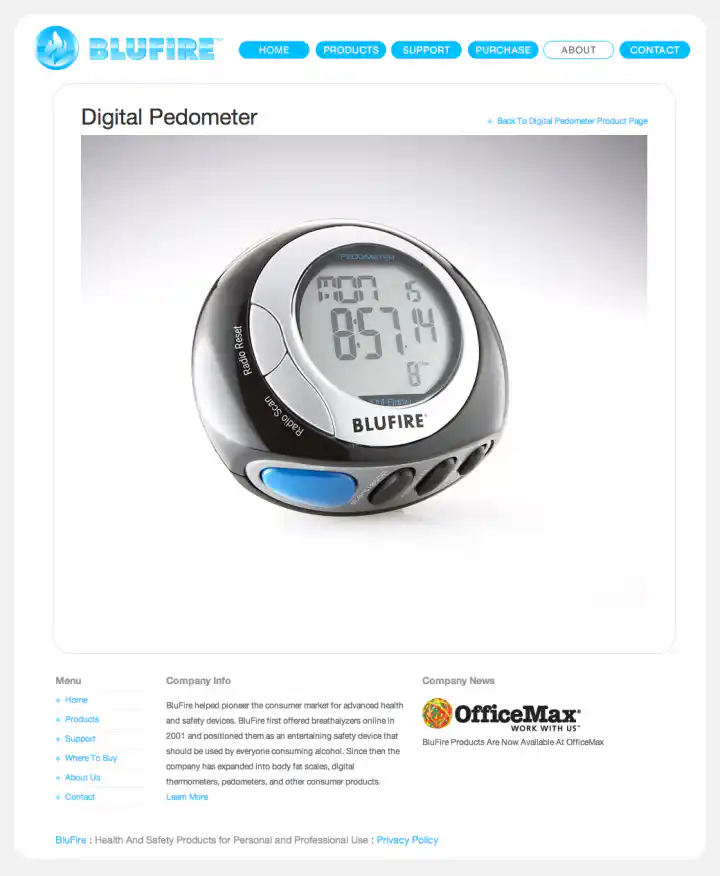 BLUFIRE™
HOME PRODUCTS SUPPORT PURCHASE ABOUT CONTACT
Digital Pedometer
Back To Digital Pedometer Product Page
PEDOMETER
MON 15
8:57.14
8
Radio Reset
Radio Scan
BLUFIRE
Menu
Home
Products
Support
Where To Buy
About Us
Contact
Company Info
BluFire helped pioneer the consumer market for advanced health
and safety devices. BluFire first offered breathalyzers online in
2001 and positioned them as an entertaining safety device that
should be used by everyone consuming alcohol. Since then the
company has expanded into body fat scales, digital
thermometers, pedometers, and other consumer products.
Learn More
Company News
OfficeMax®
WORK WITH US™
BluFire Products Are Now Available At OfficeMax
BluFire : Health And Safety Products for Personal and Professional Use : Privacy Policy